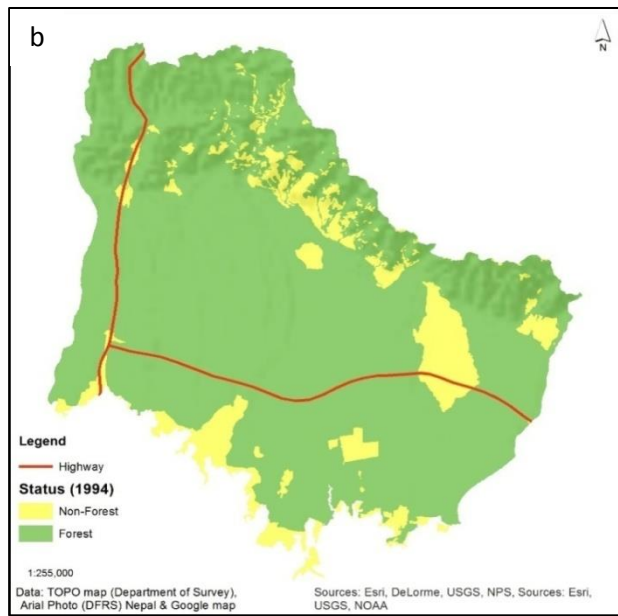 b
N
Legend
Highway
Status (1994)
Non-Forest
Forest
1:255,000
Data: TOPO map (Department of Survey),
Arial Photo (DFRS) Nepal & Google map
Sources: Esri, DeLorme, USGS, NPS, Sources: Esri,
USGS, NOAA